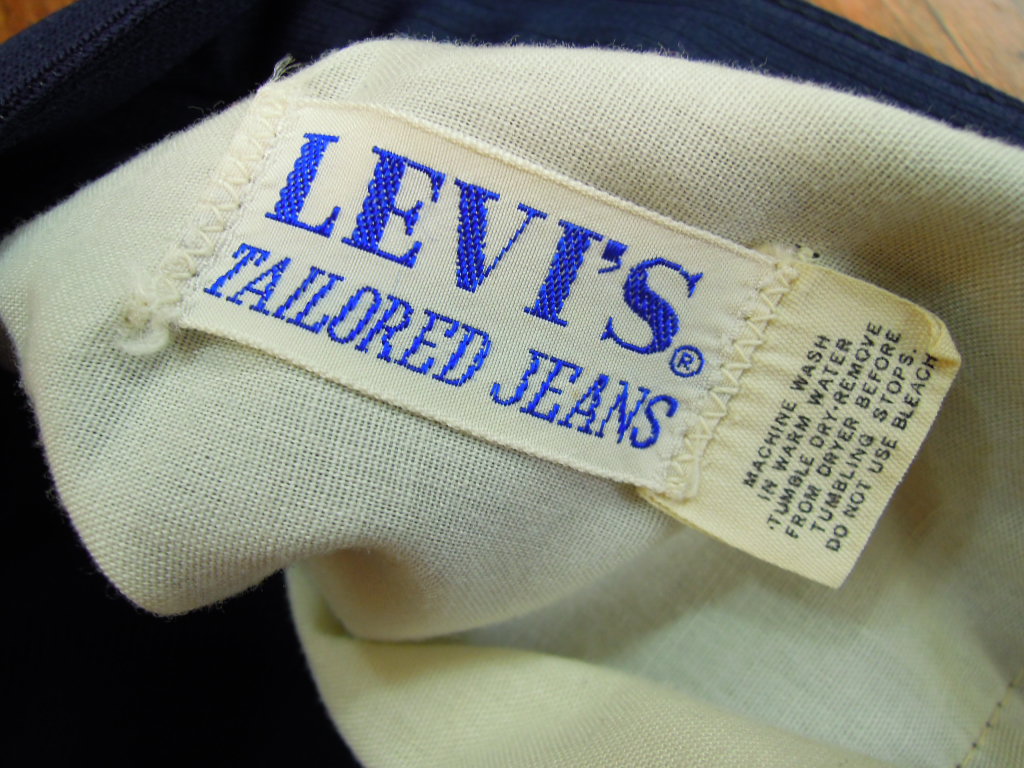 LEVI'S®
TAILORED JEANS
MACHINE WASH
IN WARM WATER
TUMBLE DRY-REMOVE
FROM DRYER BEFORE
TUMBLING STOPS.
DO NOT USE BLEACH